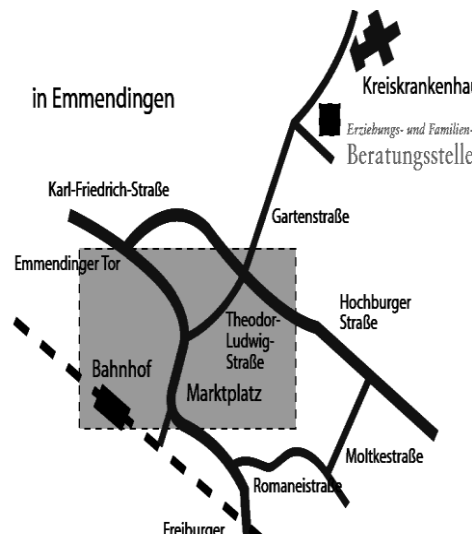 in Emmendingen
Kreiskrankenhau
Erziehungs- und Familien-
Beratungsstelle
Karl-Friedrich-Straße
Gartenstraße
Emmendinger Tor
Hochburger
Straße
Theodor-
Ludwig-
Straße
Bahnhof
Marktplatz
Moltkestraße
Romaneistraße
Freiburger